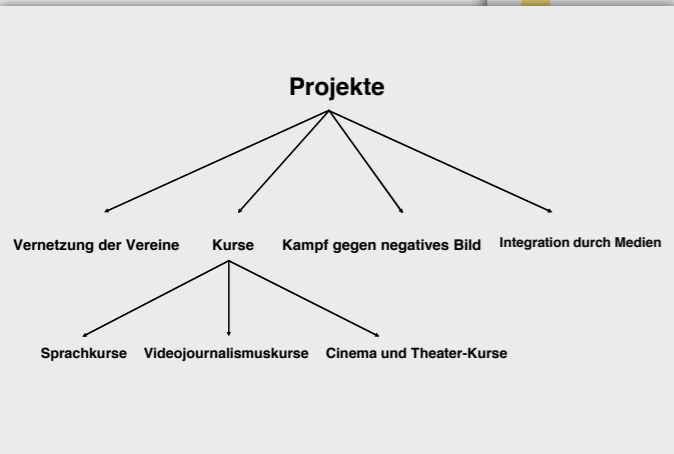 Projekte
Vernetzung der Vereine Kurse Kampf gegen negatives Bild Integration durch Medien
Sprachkurse Videojournalismuskurse Cinema und Theater-Kurse